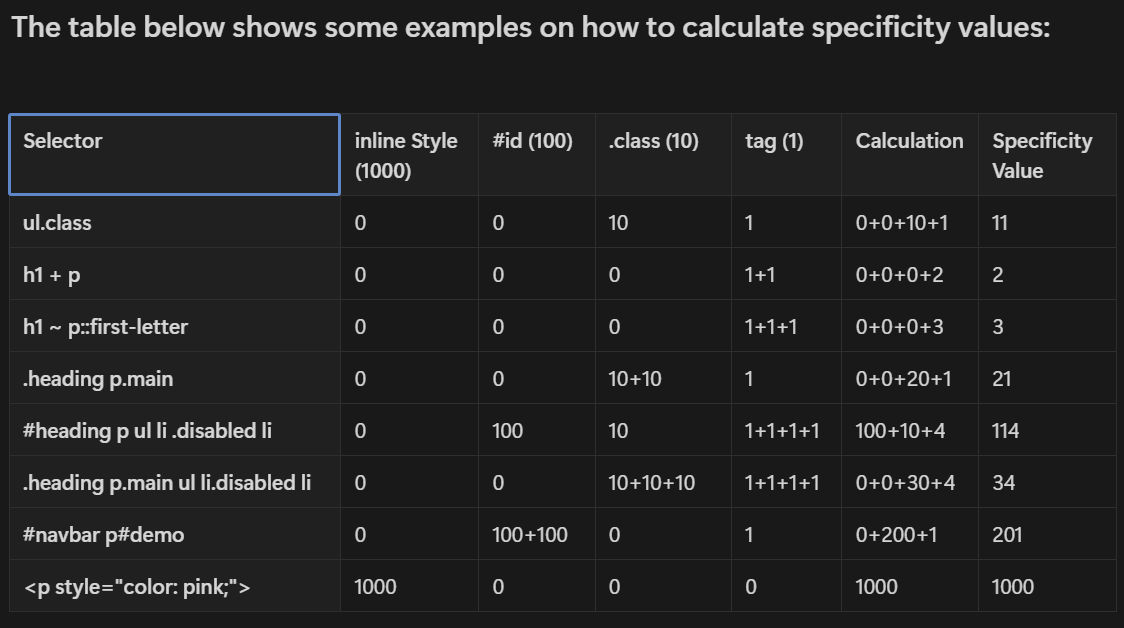 The table below shows some examples on how to calculate specificity values:
Selector inline Style (1000) #id (100) .class (10) tag (1) Calculation Specificity Value
ul.class 0 0 10 1 0+0+10+1 11
h1 + p 0 0 0 1+1 0+0+0+2 2
h1 ~ p::first-letter 0 0 0 1+1+1 0+0+0+3 3
.heading p.main 0 0 10+10 1 0+0+20+1 21
#heading p ul li .disabled li 0 100 10 1+1+1+1 100+10+4 114
.heading p.main ul li.disabled li 0 0 10+10+10 1+1+1+1 0+0+30+4 34
#navbar p#demo 0 100+100 0 1 0+200+1 201
<p style="color: pink;"> 1000 0 0 0 1000 1000